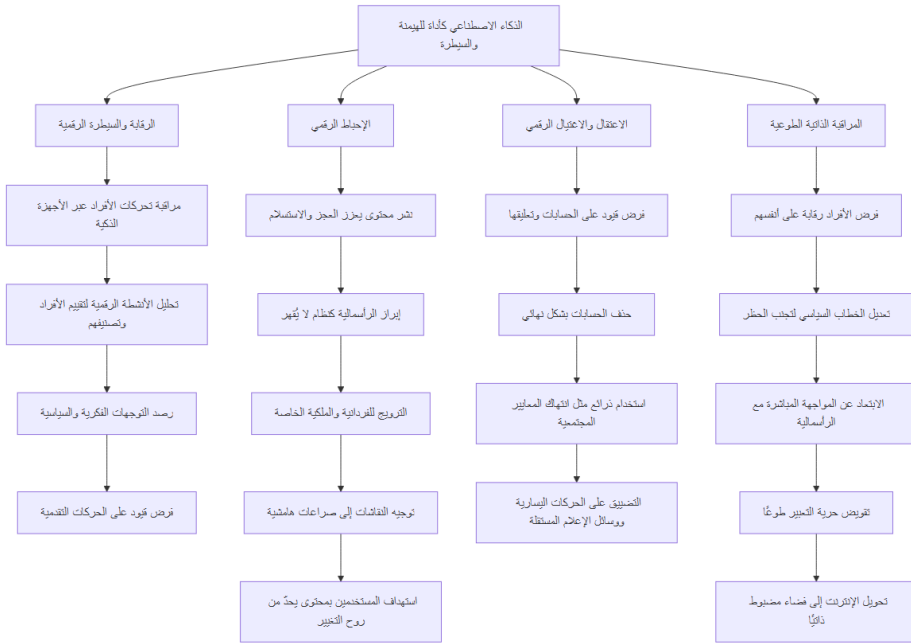 الذكاء الاصطناعي كأداة للهيمنة
والسيطرة
الرقابة والسيطرة الرقمية
الإحباط الرقمي
الاعتقال والاغتيال الرقمي
المراقبة الذاتية الطوعية
مراقبة تحركات الأفراد عبر الأجهزة
الذكية
نشر محتوى يعزز العجز والاستسلام
فرض قيود على الحسابات وتعليقها
فرض الأفراد رقابة على أنفسهم
تحليل الأنشطة الرقمية لتقييم الأفراد
وتصنيفهم
إبراز الرأسمالية كنظام لا يُقهر
حذف الحسابات بشكل نهائي
تعديل الخطاب السياسي لتجنب الحظر
رصد التوجهات الفكرية والسياسية
الترويج للفردانية والملكية الخاصة
استخدام ذرائع مثل انتهاك المعايير
المجتمعية
الابتعاد عن المواجهة المباشرة مع
الرأسمالية
فرض قيود على الحركات التقدمية
توجيه النقاشات إلى صراعات هامشية
التضييق على الحركات اليسارية
ووسائل الإعلام المستقلة
تقويض حرية التعبير طوعًا
استهداف المستخدمين بمحتوى يحدّ من
روح التغيير
تحويل الإنترنت إلى فضاء مضبوط
ذاتيًا